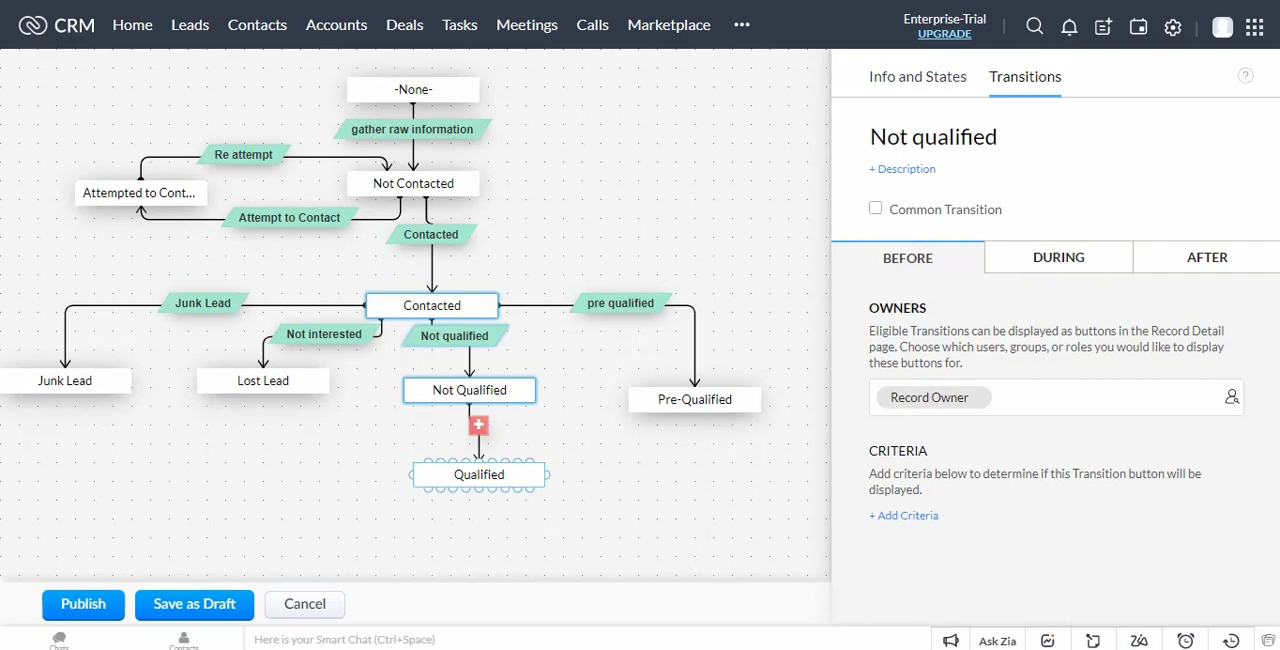 CRM Home Leads Contacts Accounts Deals Tasks Meetings Calls Marketplace ••• Enterprise-Trial
UPGRADE
-None-
gather raw information
Re attempt
Not Contacted
Attempted to Cont...
Attempt to Contact
Contacted
Junk Lead
Contacted
pre qualified
Not interested
Not qualified
Junk Lead
Lost Lead
Not Qualified
Pre-Qualified
Qualified
Publish Save as Draft Cancel
Info and States Transitions ?
Not qualified
+ Description
Common Transition
BEFORE DURING AFTER
OWNERS
Eligible Transitions can be displayed as buttons in the Record Detail
page. Choose which users, groups, or roles you would like to display
these buttons for.
Record Owner
CRITERIA
Add criteria below to determine if this Transition button will be
displayed.
+ Add Criteria
Chats Contacts Here is your Smart Chat (Ctrl+Space) Ask Zia